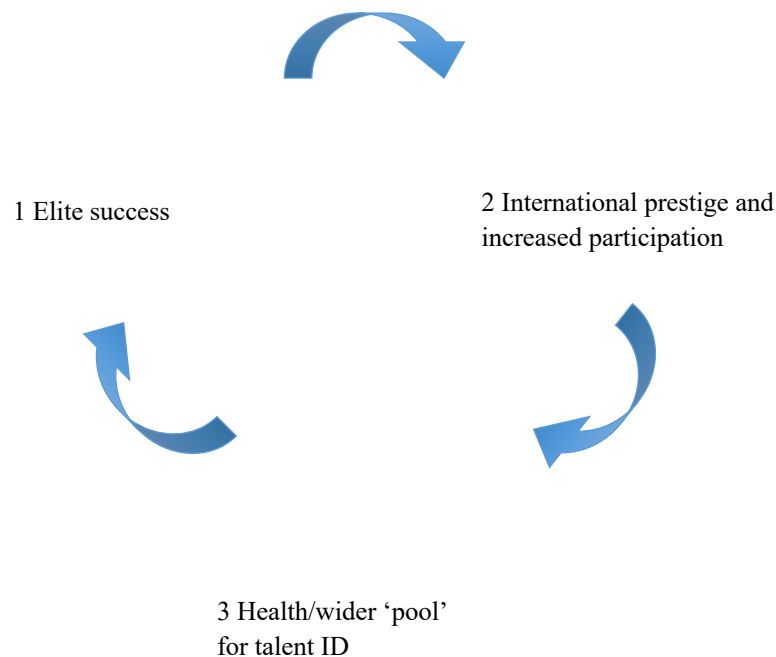 1 Elite success
2 International prestige and
increased participation
3 Health/wider ‘pool’
for talent ID